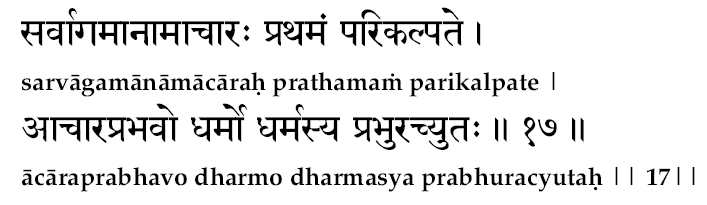 सर्वागमानामाचारः प्रथमं परिकल्पते ।
sarvāgamānāmācāraḥ prathamaṁ parikalpate |
आचारप्रभवो धर्मो धर्मस्य प्रभुरच्युतः ॥ १७ ॥
ācāraprabhavo dharmo dharmasya prabhuracyutaḥ || 17||